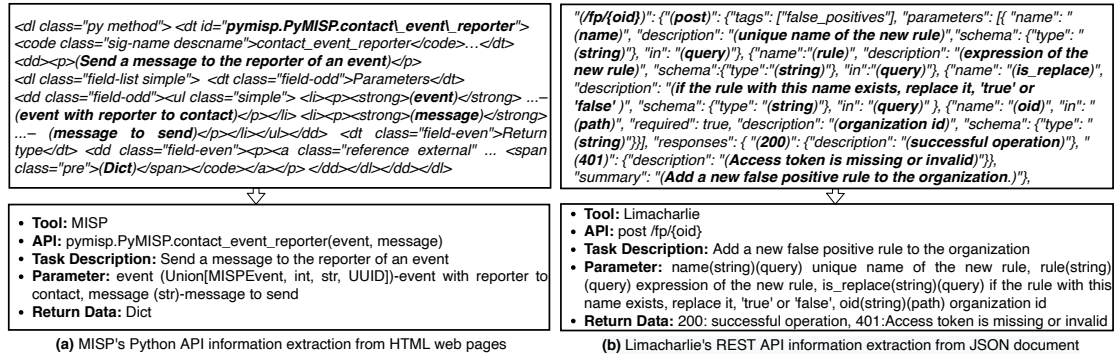 <dl class="py method"> <dt id="pymisp.PyMISP.contact\_event\_reporter">
<code class="sig-name descname">contact_event_reporter</code>…</dt>
<dd><p>(Send a message to the reporter of an event)</p>
<dl class="field-list simple"> <dt class="field-odd">Parameters</dt>
<dd class="field-odd"><ul class="simple"> <li><p><strong>(event)</strong> ...–
(event with reporter to contact)</p></li> <li><p><strong>(message)</strong>
...– (message to send)</p></li></ul></dd> <dt class="field-even">Return
type</dt> <dd class="field-even"><p><a class="reference external" ... <span
class="pre">(Dict)</span></code></a></p> </dd></dl></dd></dl>
• Tool: MISP
• API: pymisp.PyMISP.contact_event_reporter(event, message)
• Task Description: Send a message to the reporter of an event
• Parameter: event (Union[MISPEvent, int, str, UUID])-event with reporter to
contact, message (str)-message to send
• Return Data: Dict
(a) MISP's Python API information extraction from HTML web pages
"(/fp/{oid})": {"(post)": {"tags": ["false_positives"], "parameters": [{ "name": "
(name)", "description": "(unique name of the new rule)","schema": {"type": "
(string)"}, "in": "(query)"}, {"name":"(rule)", "description": "(expression of the
new rule)", "schema":{"type":"(string)"}, "in":"(query)"}, {"name": "(is_replace)",
"description": "(if the rule with this name exists, replace it, 'true' or
'false' )", "schema": {"type": "(string)"}, "in": "(query)" }, {"name": "(oid)", "in": "
(path)", "required": true, "description": "(organization id)", "schema": {"type": "
(string)"}}], "responses": { "(200)": {"description": "(successful operation)"}, "
(401)": {"description": "(Access token is missing or invalid)"}},
"summary": "(Add a new false positive rule to the organization.)"},
• Tool: Limacharlie
• API: post /fp/{oid}
• Task Description: Add a new false positive rule to the organization
• Parameter: name(string)(query) unique name of the new rule, rule(string)
(query) expression of the new rule, is_replace(string)(query) if the rule with this
name exists, replace it, 'true' or 'false', oid(string)(path) organization id
• Return Data: 200: successful operation, 401:Access token is missing or invalid
(b) Limacharlie's REST API information extraction from JSON document